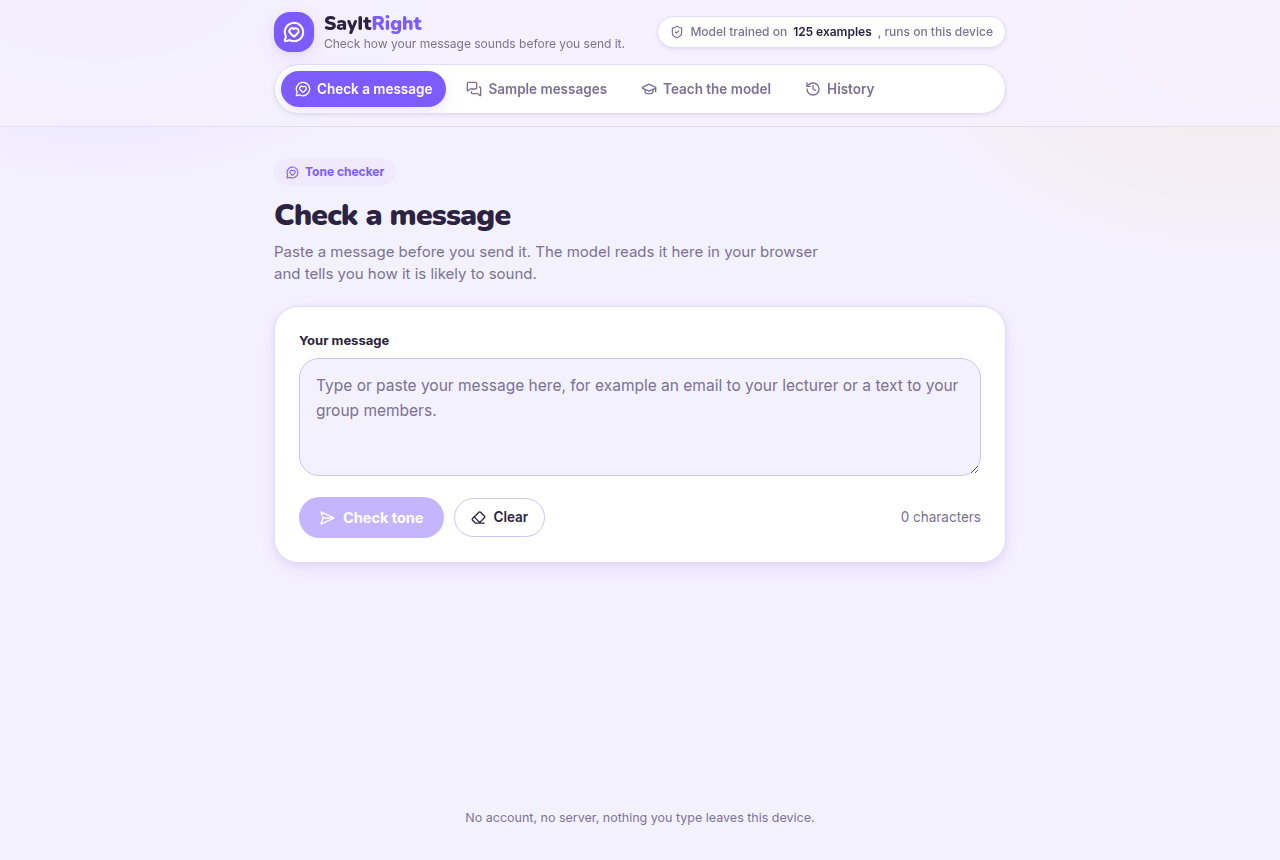 SayItRight
Check how your message sounds before you send it.
Model trained on 125 examples , runs on this device
Check a message
Sample messages
Teach the model
History
Tone checker
Check a message
Paste a message before you send it. The model reads it here in your browser
and tells you how it is likely to sound.
Your message
Type or paste your message here, for example an email to your lecturer or a text to your
group members.
Check tone
Clear
0 characters
No account, no server, nothing you type leaves this device.